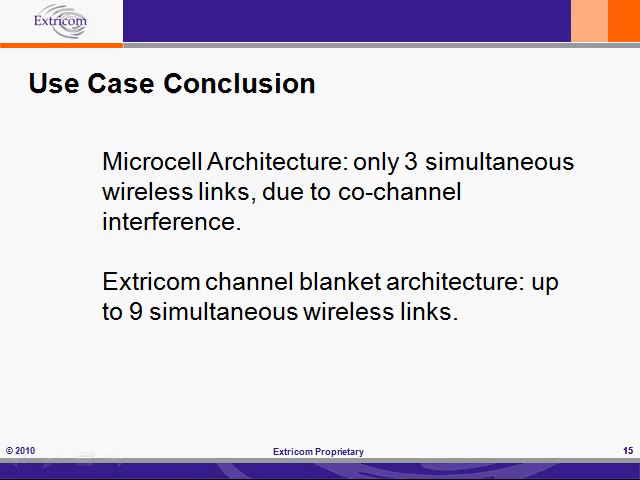 Extricom
Use Case Conclusion
Microcell Architecture: only 3 simultaneous
wireless links, due to co-channel
interference.
Extricom channel blanket architecture: up
to 9 simultaneous wireless links.
© 2010
Extricom Proprietary
15